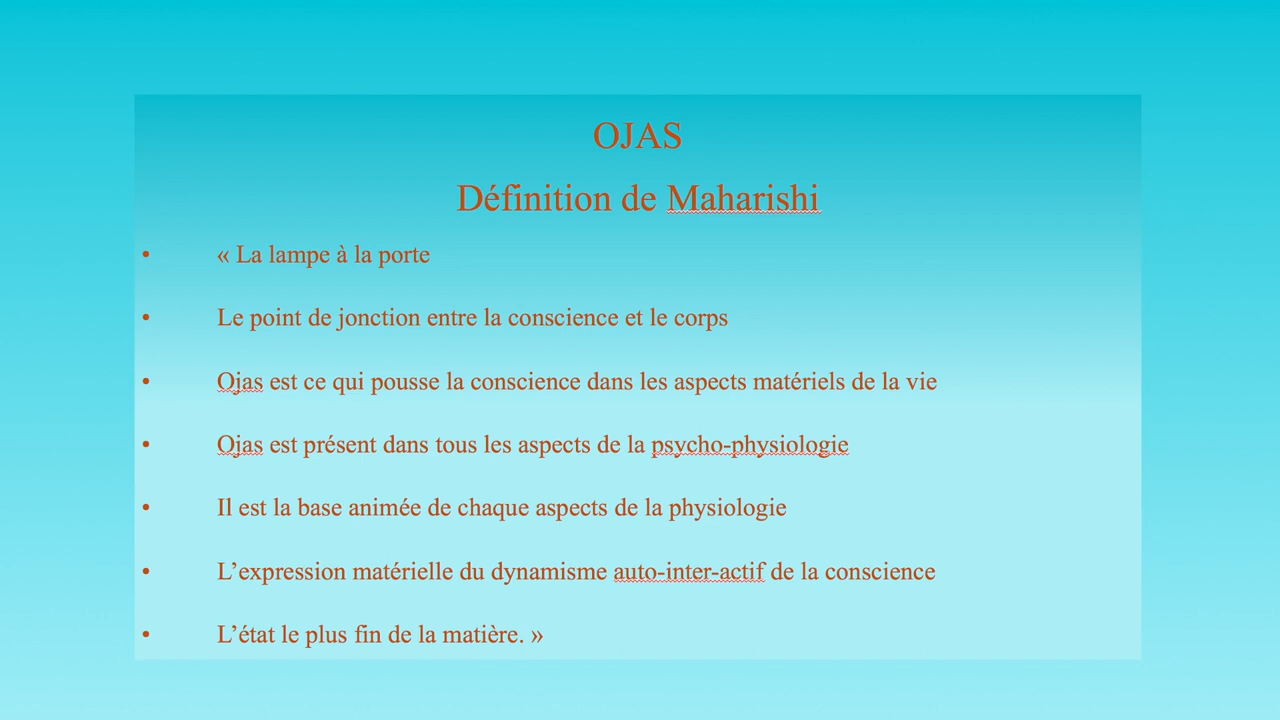 OJAS
Définition de Maharishi
• « La lampe à la porte
• Le point de jonction entre la conscience et le corps
• Ojas est ce qui pousse la conscience dans les aspects matériels de la vie
• Ojas est présent dans tous les aspects de la psycho-physiologie
• Il est la base animée de chaque aspects de la physiologie
• L’expression matérielle du dynamisme auto-inter-actif de la conscience
• L’état le plus fin de la matière. »